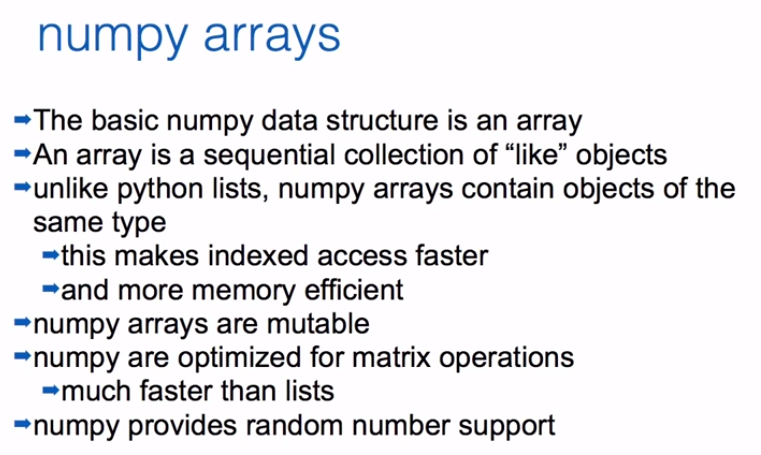 numpy arrays
➡The basic numpy data structure is an array
➡An array is a sequential collection of “like” objects
➡unlike python lists, numpy arrays contain objects of the
same type
➡this makes indexed access faster
➡and more memory efficient
➡numpy arrays are mutable
➡numpy are optimized for matrix operations
➡much faster than lists
➡numpy provides random number support